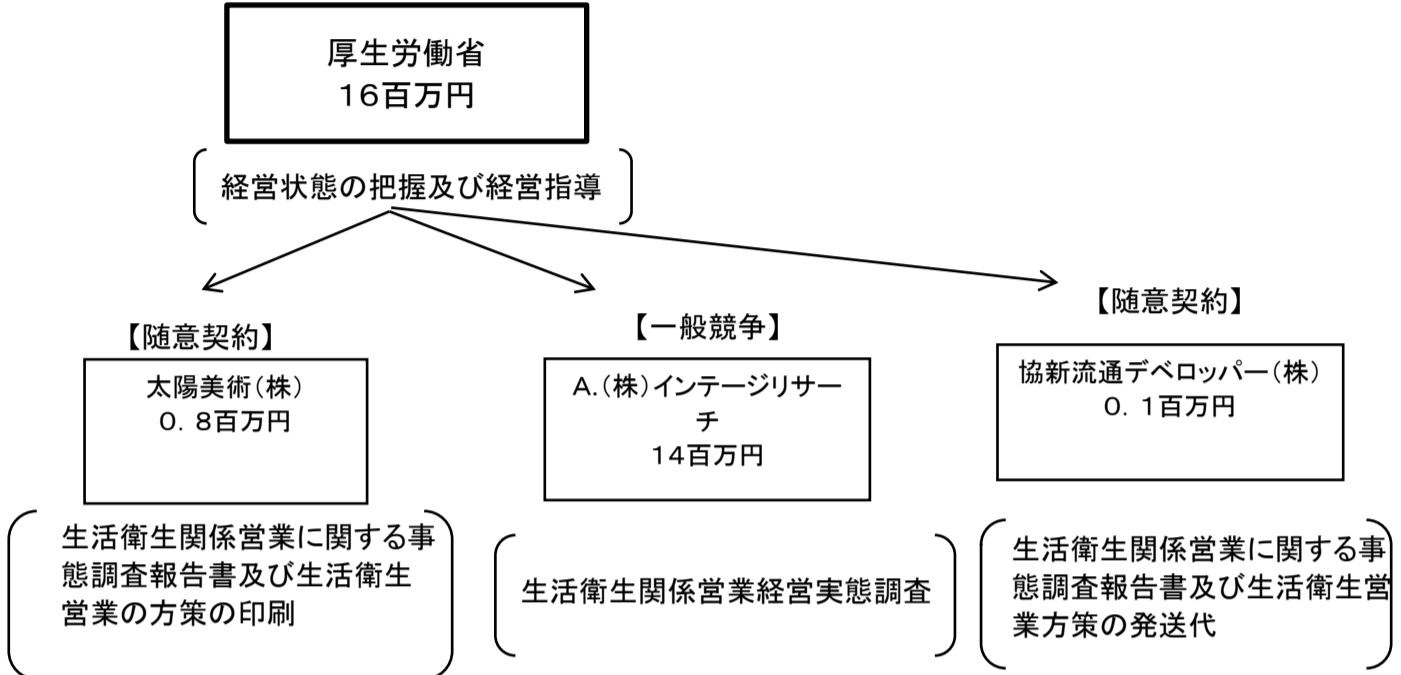 厚生労働省
１６百万円
経営状態の把握及び経営指導
【随意契約】
太陽美術（株）
０．８百万円
生活衛生関係営業に関する事
態調査報告書及び生活衛生
営業の方策の印刷
【一般競争】
A.（株）インテージリサー
チ
１４百万円
生活衛生関係営業経営実態調査
【随意契約】
協新流通デベロッパー（株）
０．１百万円
生活衛生関係営業に関する事
態調査報告書及び生活衛生営
業方策の発送代